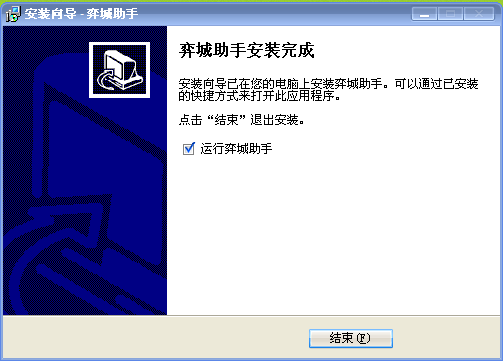 安装向导 - 弈城助手
弈城助手安装完成
安装向导已在您的电脑上安装弈城助手。可以通过已安装
的快捷方式来打开此应用程序。
点击“结束”退出安装。
运行弈城助手
结束(F)